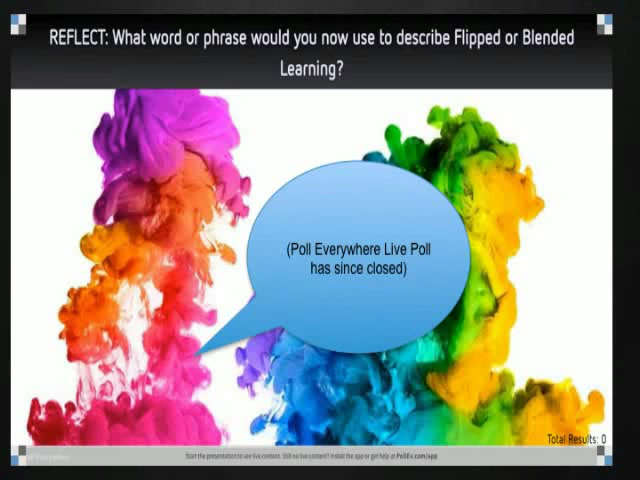 REFLECT: What word or phrase would you now use to describe Flipped or Blended
Learning?
(Poll Everywhere Live Poll
has since closed)
Total Results: 0
Start the presentation to see live content. Still no live content? Install the app or get help at PollEv.com/app